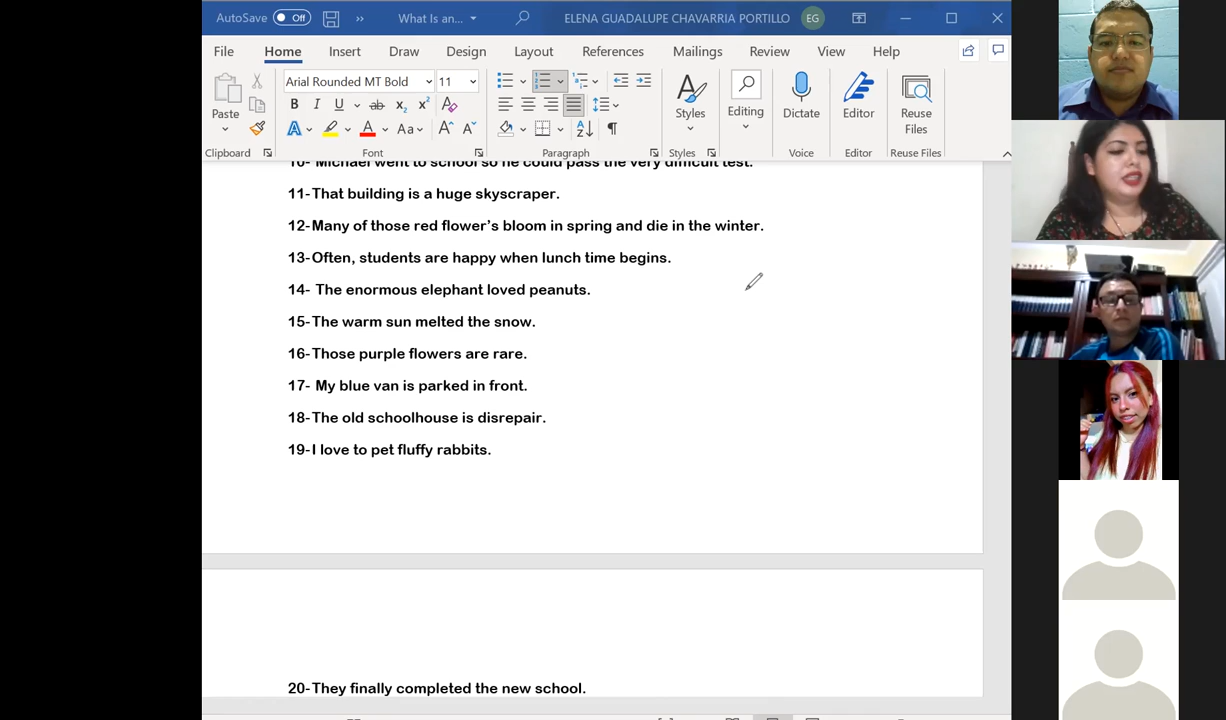 AutoSave Off What Is an... ELENA GUADALUPE CHAVARRIA PORTILLO EG
File Home Insert Draw Design Layout References Mailings Review View Help
Arial Rounded MT Bold 11
Paste Styles Editing Dictate Editor Reuse Files
Clipboard Font Paragraph Styles Voice Editor Reuse Files
10- Michael went to school so he could pass the very difficult test.
11-That building is a huge skyscraper.
12-Many of those red flower's bloom in spring and die in the winter.
13-Often, students are happy when lunch time begins.
14- The enormous elephant loved peanuts.
15-The warm sun melted the snow.
16-Those purple flowers are rare.
17- My blue van is parked in front.
18-The old schoolhouse is disrepair.
19-I love to pet fluffy rabbits.
20-They finally completed the new school.